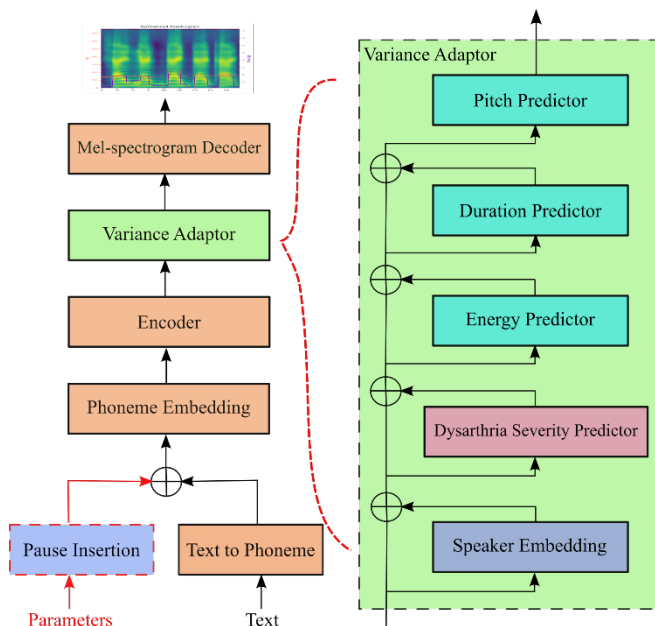 Mel-spectrogram Decoder
Variance Adaptor
Encoder
Phoneme Embedding
Pause Insertion
Text to Phoneme
Parameters
Text
Variance Adaptor
Pitch Predictor
Duration Predictor
Energy Predictor
Dysarthria Severity Predictor
Speaker Embedding